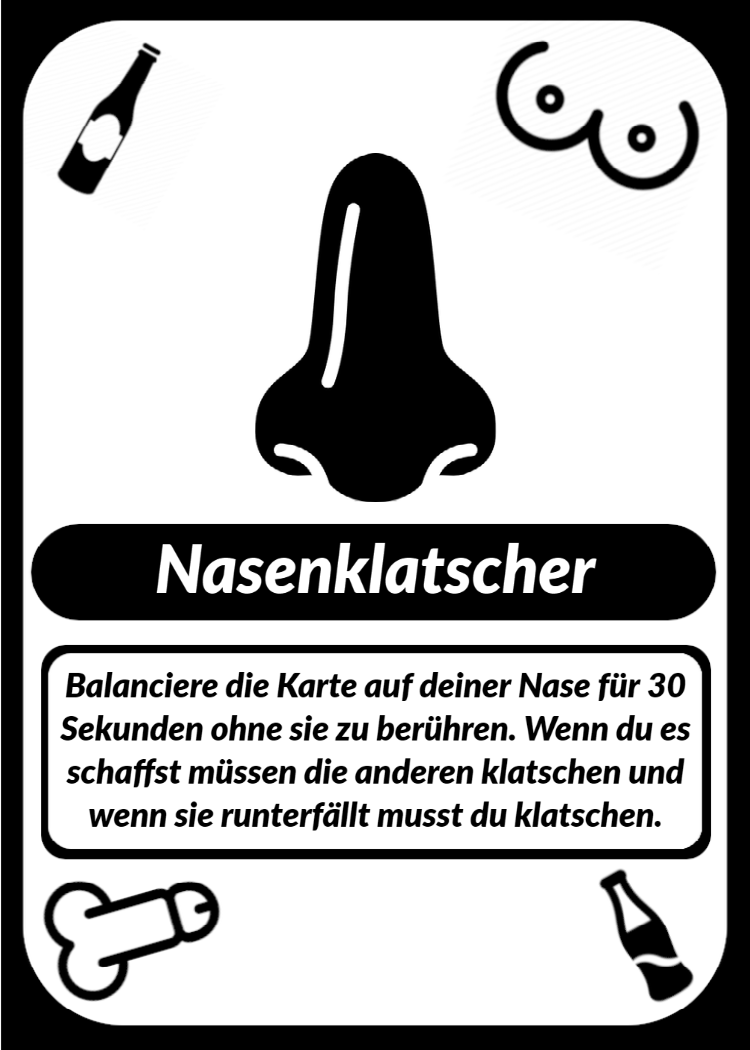 Nasenklatscher
Balanciere die Karte auf deiner Nase für 30
Sekunden ohne sie zu berühren. Wenn du es
schaffst müssen die anderen klatschen und
wenn sie runterfällt musst du klatschen.